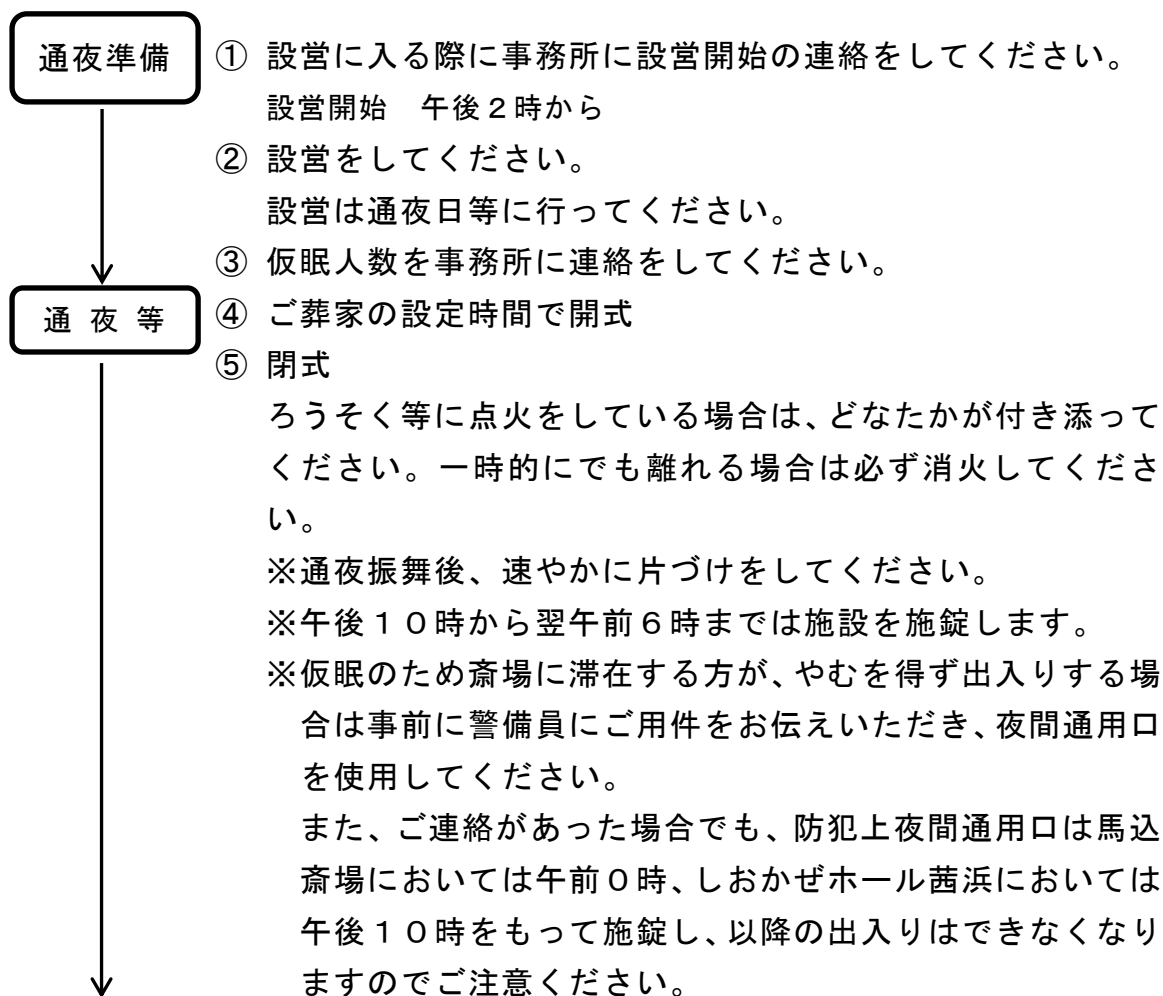 通夜準備
① 設営に入る際に事務所に設営開始の連絡をしてください。
設営開始　午後２時から
② 設営をしてください。
設営は通夜日等に行ってください。
③ 仮眠人数を事務所に連絡をしてください。
通 夜 等
④ ご葬家の設定時間で開式
⑤ 閉式
ろうそく等に点火をしている場合は、どなたかが付き添って
ください。一時的にでも離れる場合は必ず消火してくださ
い。
※通夜振舞後、速やかに片づけをしてください。
※午後１０時から翌午前６時までは施設を施錠します。
※仮眠のため斎場に滞在する方が、やむを得ず出入りする場
合は事前に警備員にご用件をお伝えいただき、夜間通用口
を使用してください。
また、ご連絡があった場合でも、防犯上夜間通用口は馬込
斎場においては午前０時、しおかぜホール茜浜においては
午後１０時をもって施錠し、以降の出入りはできなくなり
ますのでご注意ください。